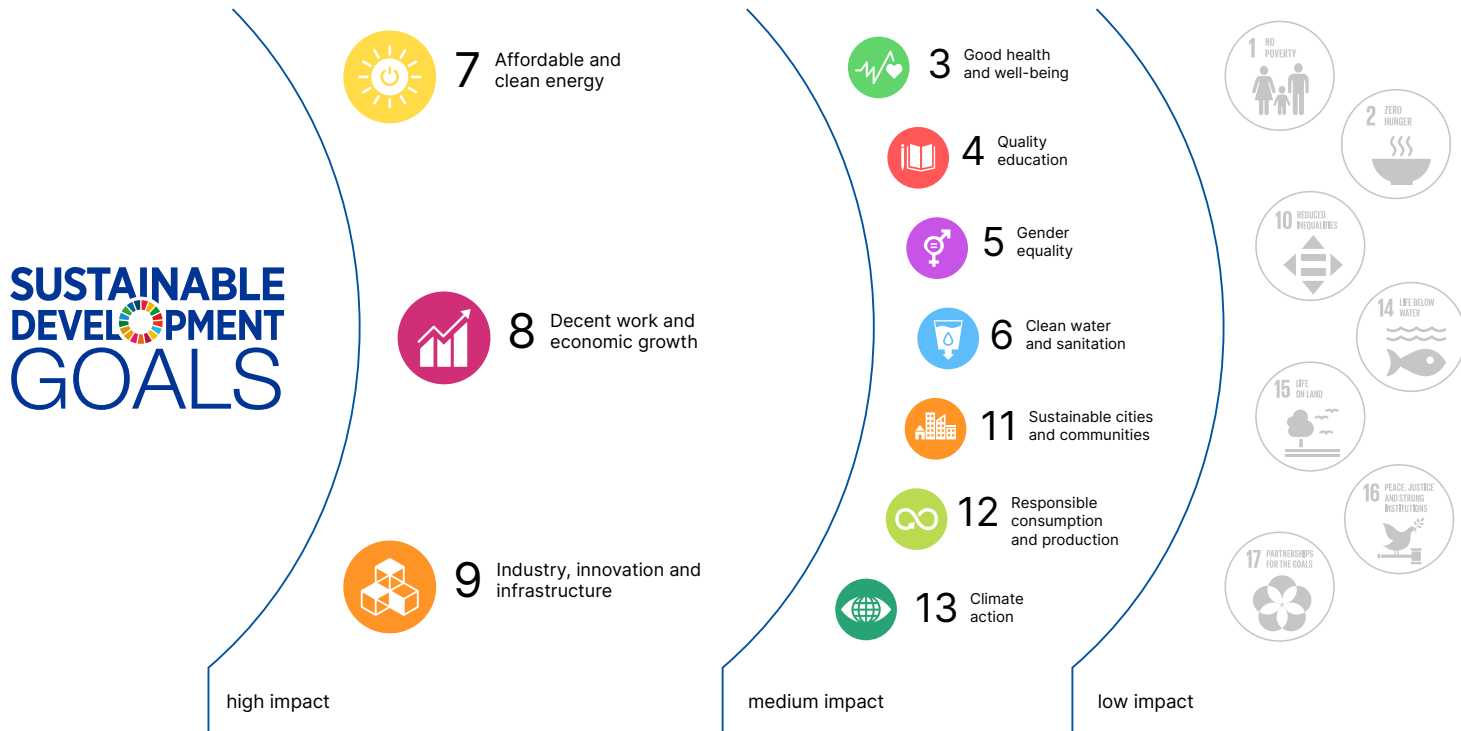 SUSTAINABLE
DEVELOPMENT
GOALS
7 Affordable and
clean energy
8 Decent work and
economic growth
9 Industry, innovation and
infrastructure
high impact
3 Good health
and well-being
4 Quality
education
5 Gender
equality
6 Clean water
and sanitation
11 Sustainable cities
and communities
12 Responsible
consumption
and production
13 Climate
action
medium impact
1 NO
POVERTY
2 ZERO
HUNGER
10 REDUCED
INEQUALITIES
14 LIFE BELOW
WATER
15 LIFE
ON LAND
16 PEACE, JUSTICE
AND STRONG
INSTITUTIONS
17 PARTNERSHIPS
FOR THE GOALS
low impact